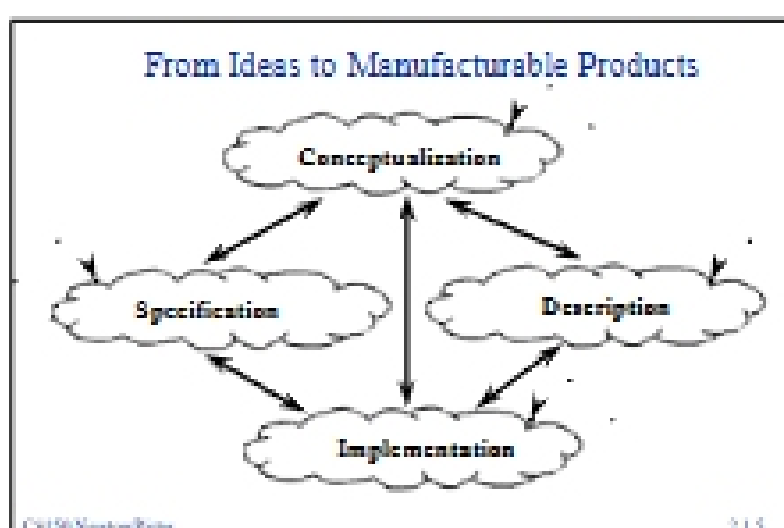 From Ideas to Manufacturable Products
Conceptualization
Specification
Description
Implementation